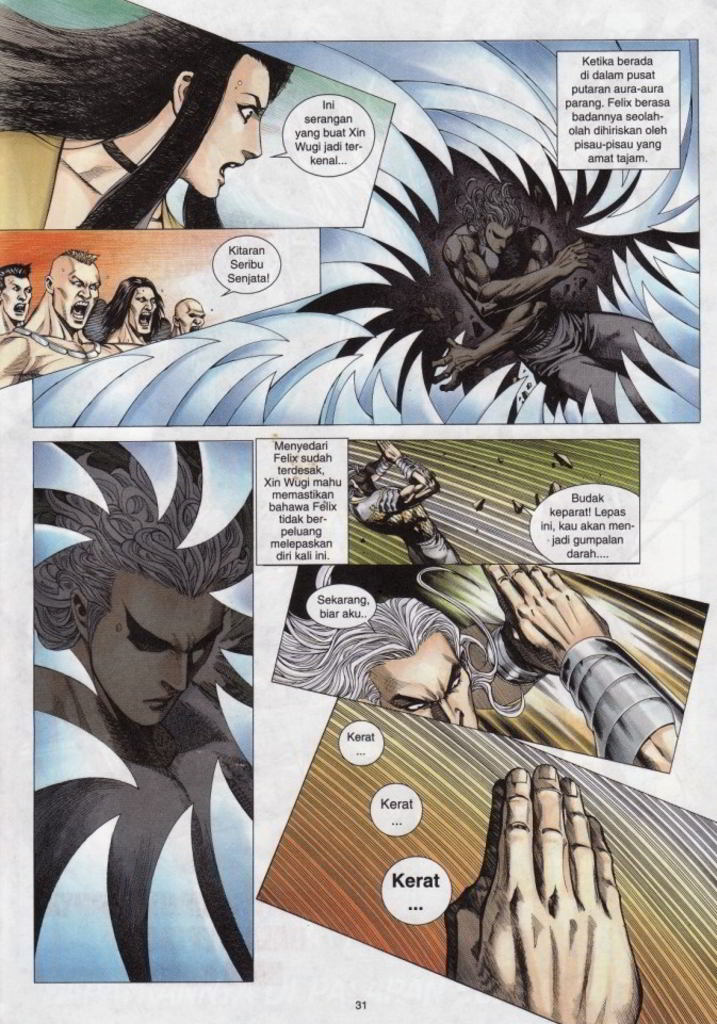 Ini
serangan
yang buat Xin
Wugi jadi ter-
kenal...
Ketika berada
di dalam pusat
putaran aura-aura
parang. Felix berasa
badannya seolah-
olah dihiriskan oleh
pisau-pisau yang
amat tajam.
Kitaran
Seribu
Senjata!
Menyedari
Felix sudah
terdesak,
Xin Wugi mahu
memastikan
bahawa Felix
tidak ber-
peluang
melepaskan
diri kali ini.
Budak
keparat! Lepas
ini, kau akan men-
jadi gumpalan
darah....
Sekarang,
biar aku..
Kerat
...
Kerat
...
Kerat
...
31